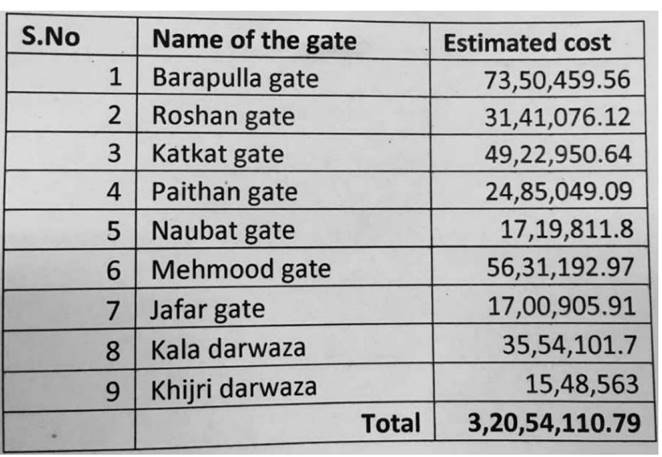 S.No Name of the gate Estimated cost
1 Barapulla gate 73,50,459.56
2 Roshan gate 31,41,076.12
3 Katkat gate 49,22,950.64
4 Paithan gate 24,85,049.09
5 Naubat gate 17,19,811.8
6 Mehmood gate 56,31,192.97
7 Jafar gate 17,00,905.91
8 Kala darwaza 35,54,101.7
9 Khijri darwaza 15,48,563
Total 3,20,54,110.79